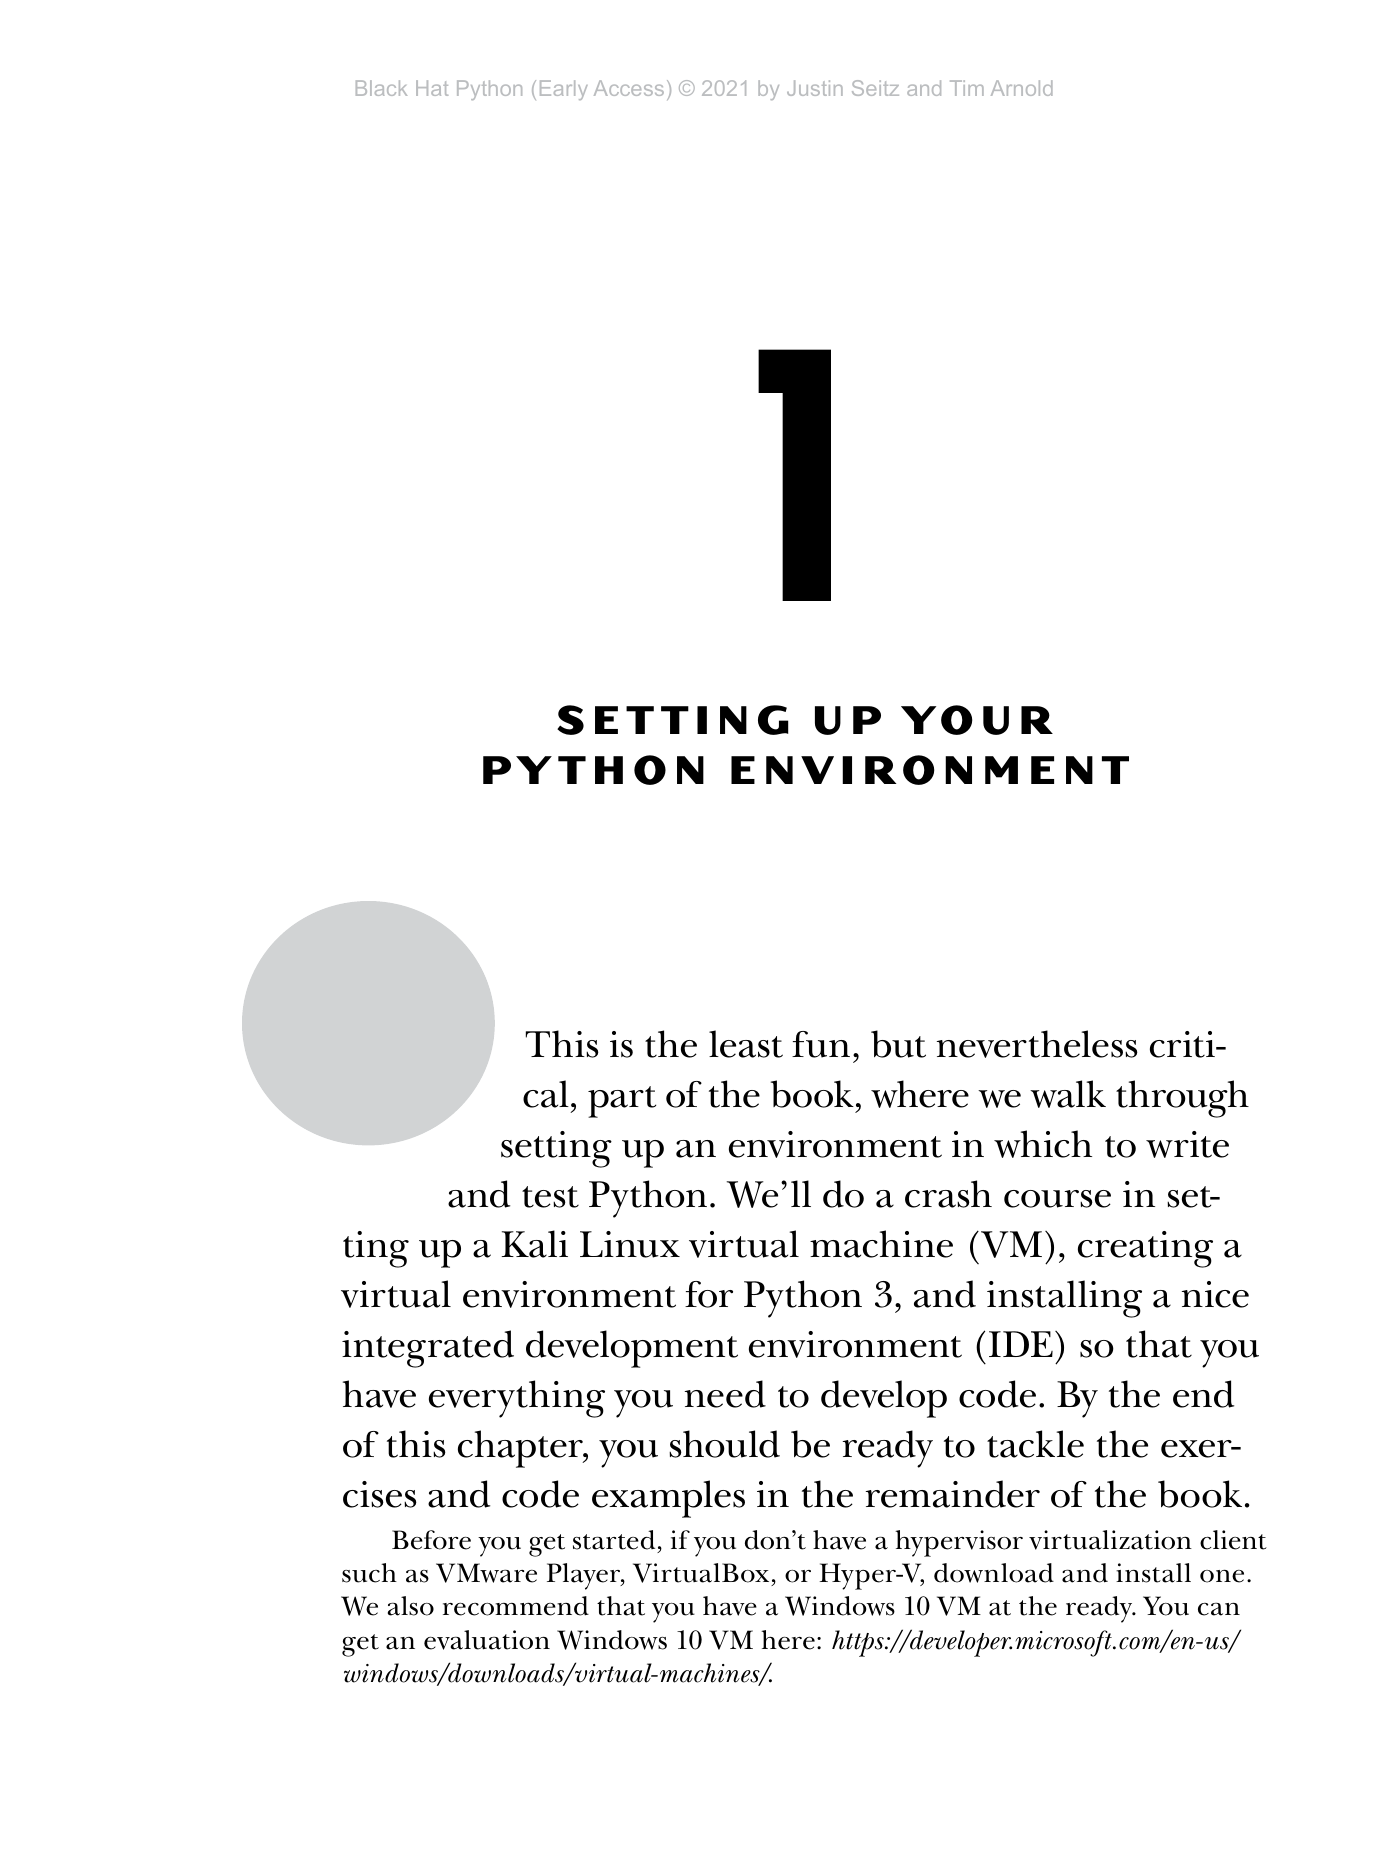 Black Hat Python (Early Access) © 2021 by Justin Seitz and Tim Arnold
1
SETTING UP YOUR
PYTHON ENVIRONMENT
This is the least fun, but nevertheless criti-
cal, part of the book, where we walk through
setting up an environment in which to write
and test Python. We’ll do a crash course in set-
ting up a Kali Linux virtual machine (VM), creating a
virtual environment for Python 3, and installing a nice
integrated development environment (IDE) so that you
have everything you need to develop code. By the end
of this chapter, you should be ready to tackle the exer-
cises and code examples in the remainder of the book.
Before you get started, if you don’t have a hypervisor virtualization client
such as VMware Player, VirtualBox, or Hyper-V, download and install one.
We also recommend that you have a Windows 10 VM at the ready. You can
get an evaluation Windows 10 VM here: https://developer.microsoft.com/en-us/
windows/downloads/virtual-machines/.